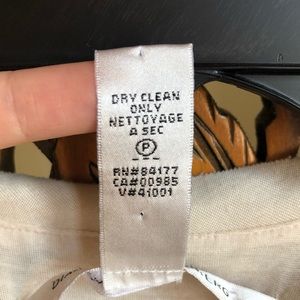 DRY CLEAN
ONLY
NETTOYAGE
A SEC
P
RN#84177
CA#00985
V#41001